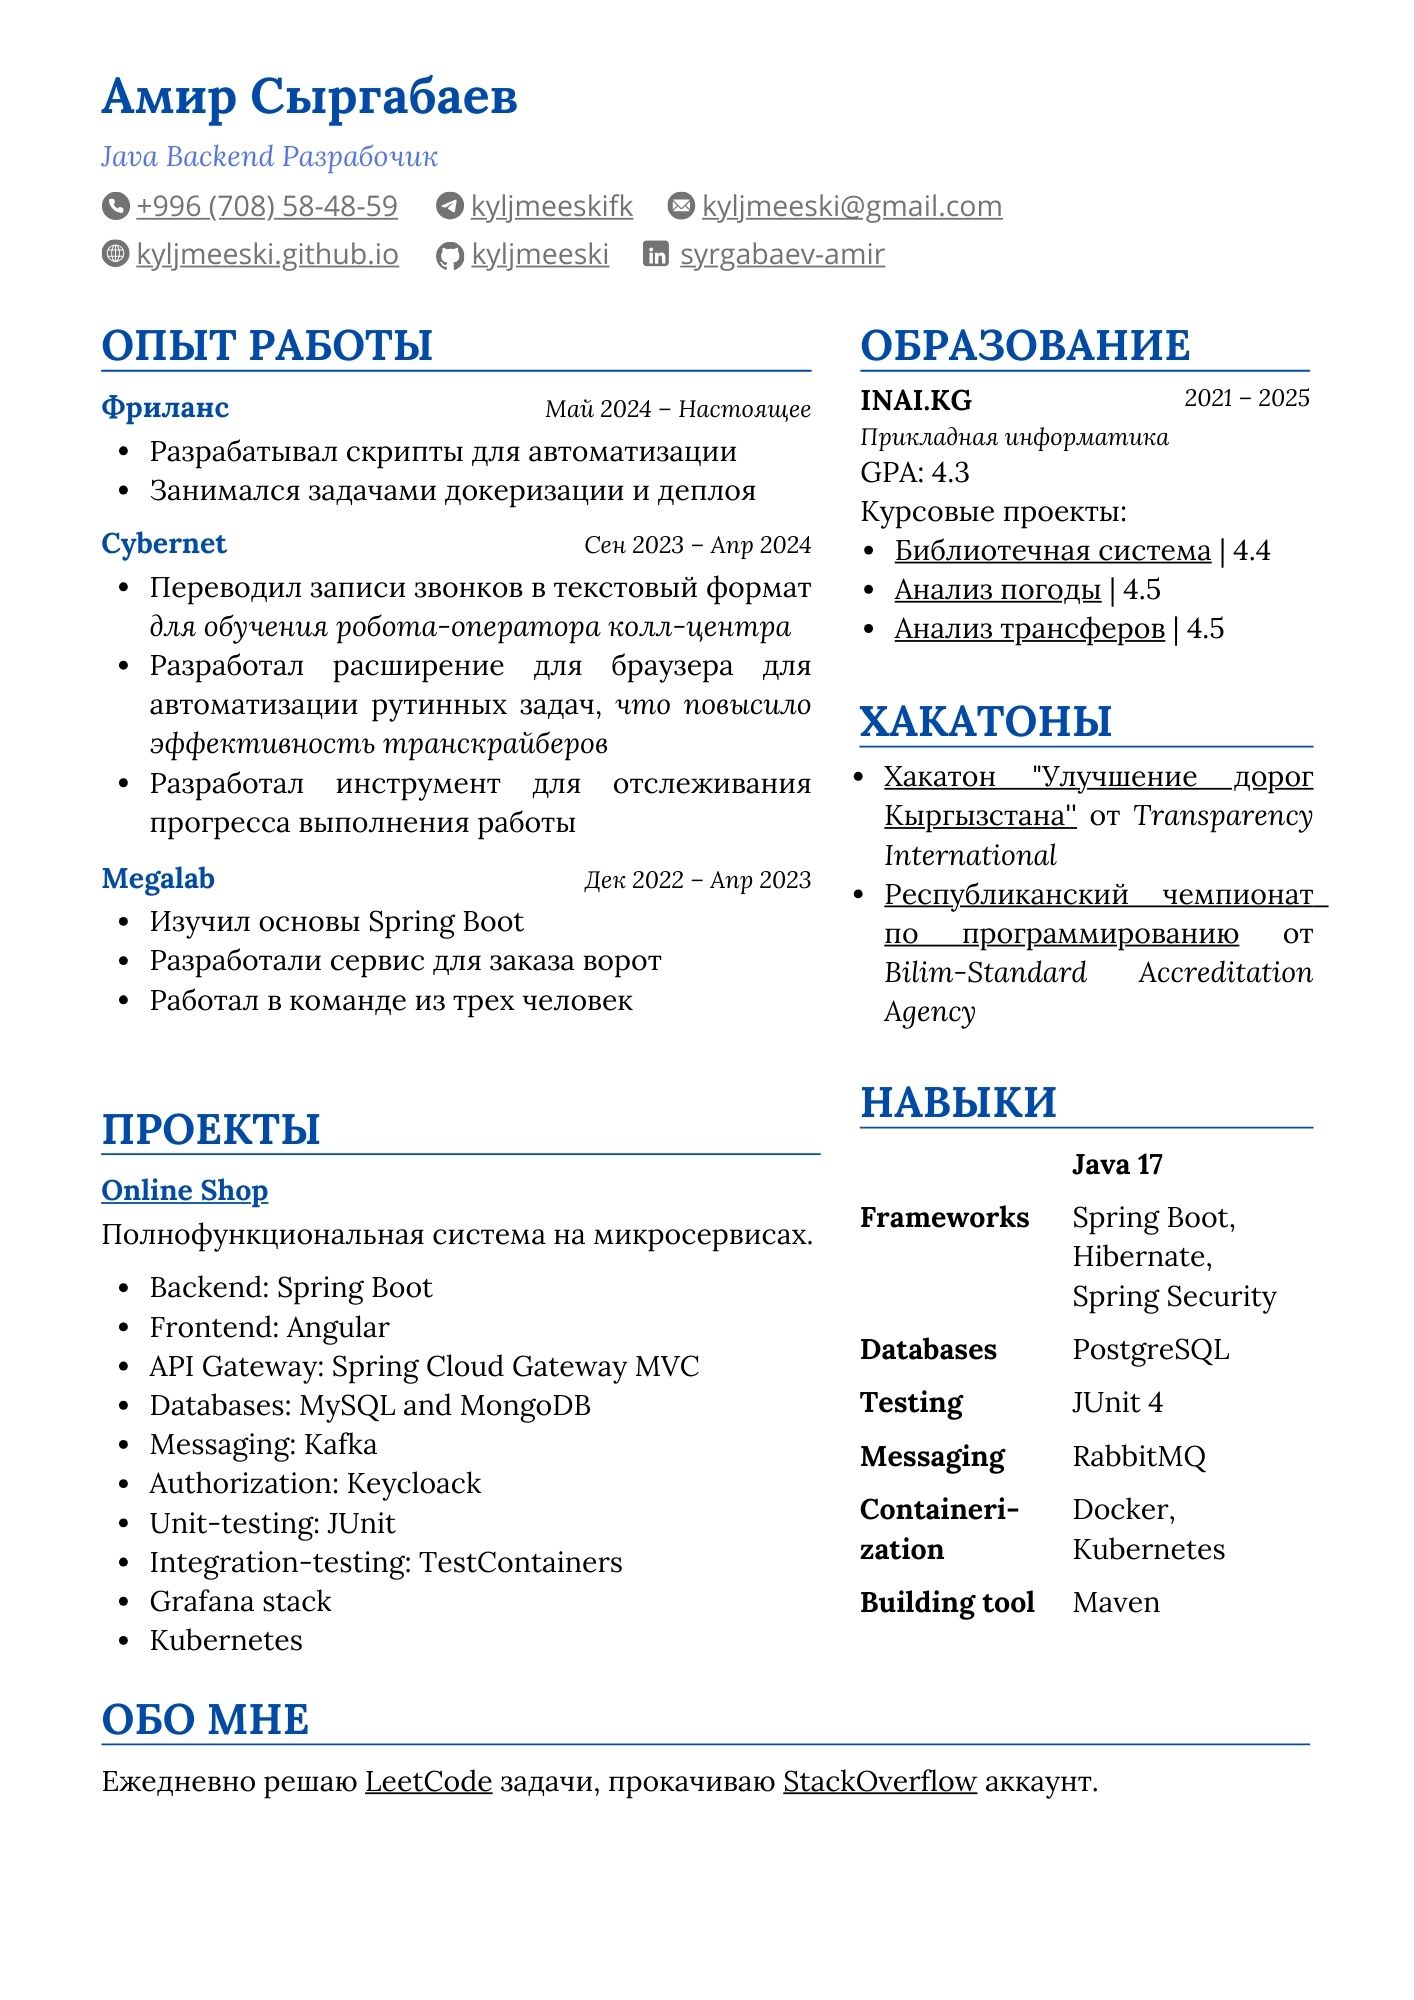 Амир Сыргабаев
Java Backend Разрабочик
+996 (708) 58-48-59 kyljmeeskifk kyljmeeski@gmail.com
kyljmeeski.github.io kyljmeeski syrgabaev-amir
ОПЫТ РАБОТЫ
Фриланс Май 2024 – Настоящее
• Разрабатывал скрипты для автоматизации
• Занимался задачами докеризации и деплоя
Cybernet Сен 2023 – Апр 2024
• Переводил записи звонков в текстовый формат
для обучения робота-оператора колл-центра
• Разработал расширение для браузера для
автоматизации рутинных задач, что повысило
эффективность транскрайберов
• Разработал инструмент для отслеживания
прогресса выполнения работы
Megalab Дек 2022 – Апр 2023
• Изучил основы Spring Boot
• Разработали сервис для заказа ворот
• Работал в команде из трех человек
ПРОЕКТЫ
Online Shop
Полнофункциональная система на микросервисах.
• Backend: Spring Boot
• Frontend: Angular
• API Gateway: Spring Cloud Gateway MVC
• Databases: MySQL and MongoDB
• Messaging: Kafka
• Authorization: Keycloack
• Unit-testing: JUnit
• Integration-testing: TestContainers
• Grafana stack
• Kubernetes
ОБРАЗОВАНИЕ
INAI.KG 2021 – 2025
Прикладная информатика
GPA: 4.3
Курсовые проекты:
• Библиотечная система | 4.4
• Анализ погоды | 4.5
• Анализ трансферов | 4.5
ХАКАТОНЫ
• Хакатон "Улучшение дорог
Кыргызстана" от Transparency
International
• Республиканский чемпионат
по программированию от
Bilim-Standard Accreditation
Agency
НАВЫКИ
Java 17
Frameworks Spring Boot,
Hibernate,
Spring Security
Databases PostgreSQL
Testing JUnit 4
Messaging RabbitMQ
Containeri- Docker,
zation Kubernetes
Building tool Maven
ОБО МНЕ
Ежедневно решаю LeetCode задачи, прокачиваю StackOverflow аккаунт.